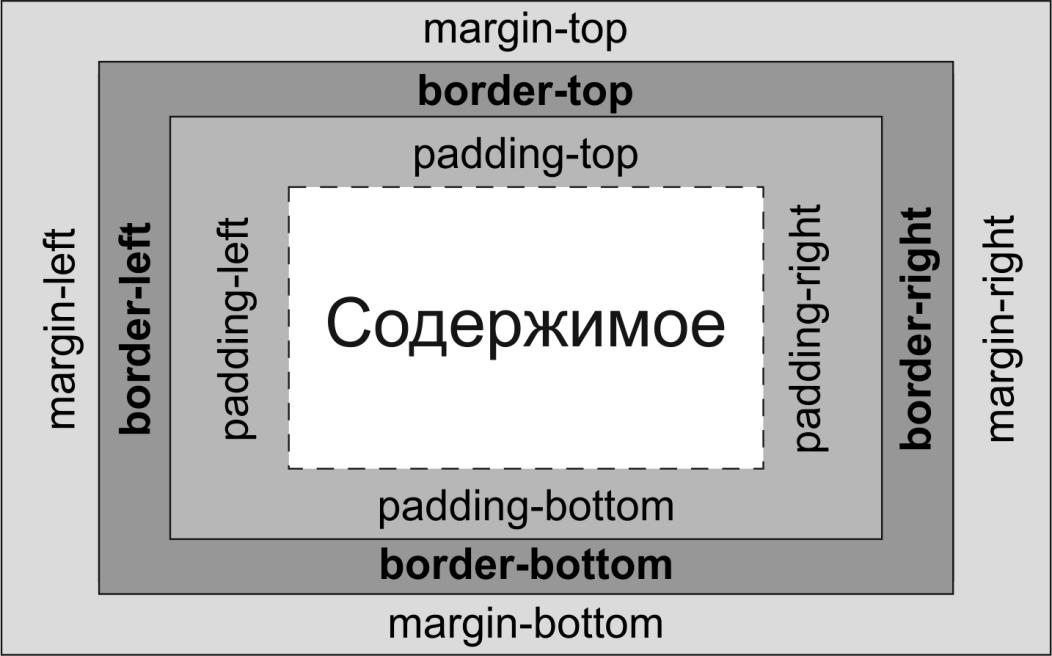 margin-top
border-top
padding-top
margin-left
border-left
padding-left
Содержимое
padding-right
border-right
margin-right
padding-bottom
border-bottom
margin-bottom